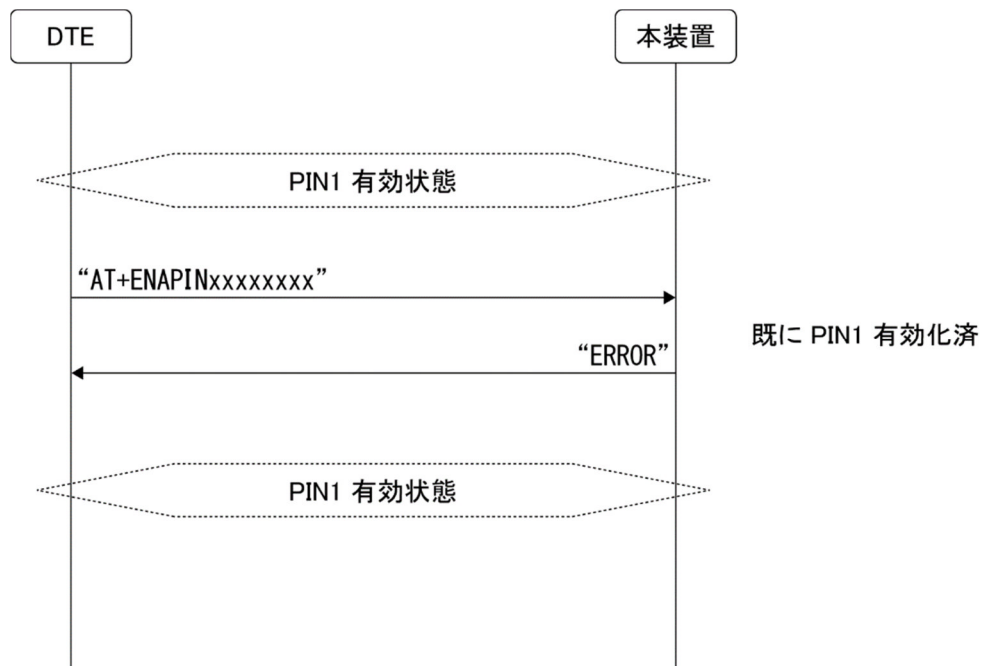 DTE
本装置
PIN1 有効状態
“AT+ENAPINxxxxxxxx”
既に PIN1 有効化済
“ERROR”
PIN1 有効状態